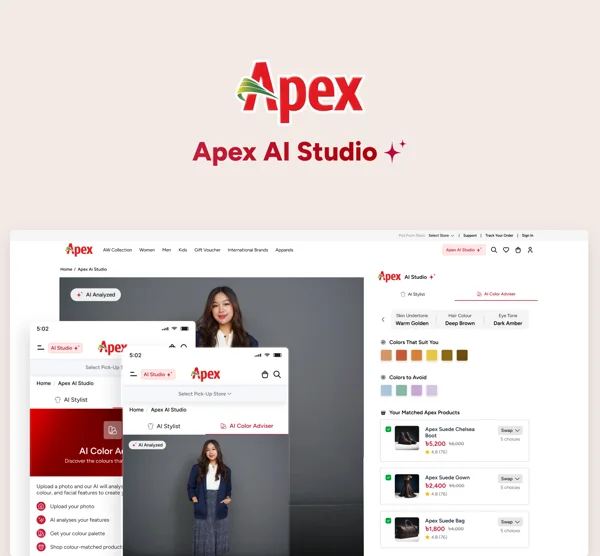 Apex
Apex AI Studio
Select Store | Support | Track Your Order | Sign In
Apex AWI Collection Women Men Kids Gift Voucher International Brands Apparels Apex AI Studio
Home / Apex Ai Studio
AI Analyzed
Apex AI Studio
AI Stylist AI Color Adviser
Skin Undertone Hair Colour Eye Tone
Warm Golden Deep Brown Dark Amber
Colors That Suit You
Colors to Avoid
Your Matched Apex Products
Apex Suede Chelsea Boot
Swap
৳5,200 ৳6,000
5 choices
4.8 (76)
Apex Suede Gown
Swap
৳2,400
5 choices
4.8 (76)
Apex Suede Bag
Swap
৳1,800
5 choices
4.8 (76)
5:02
AI Studio Apex
Select Pick-Up Store
Home Apex AI Studio
AI Stylist
AI Color Ad
Discover the colours that
Upload a photo and our AI will analys
colour, and facial features to create y
Upload your photo
AI analyses your features
Get your colour palette
Shop colour-matched products
5:02
AI Studio Apex
Select Pick-Up Store
Home Apex AI Studio
AI Stylist AI Color Adviser
AI Analyzed